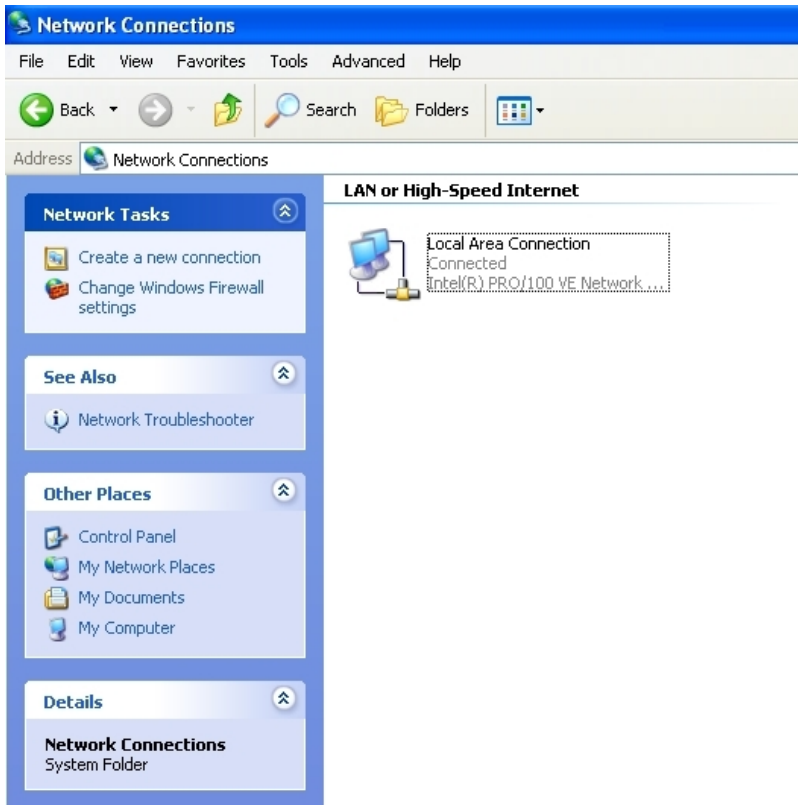 Network Connections
File Edit View Favorites Tools Advanced Help
Back Search Folders
Address Network Connections
Network Tasks
Create a new connection
Change Windows Firewall
settings
See Also
Network Troubleshooter
Other Places
Control Panel
My Network Places
My Documents
My Computer
Details
Network Connections
System Folder
LAN or High-Speed Internet
Local Area Connection
Connected
Intel(R) PRO/100 VE Network ...